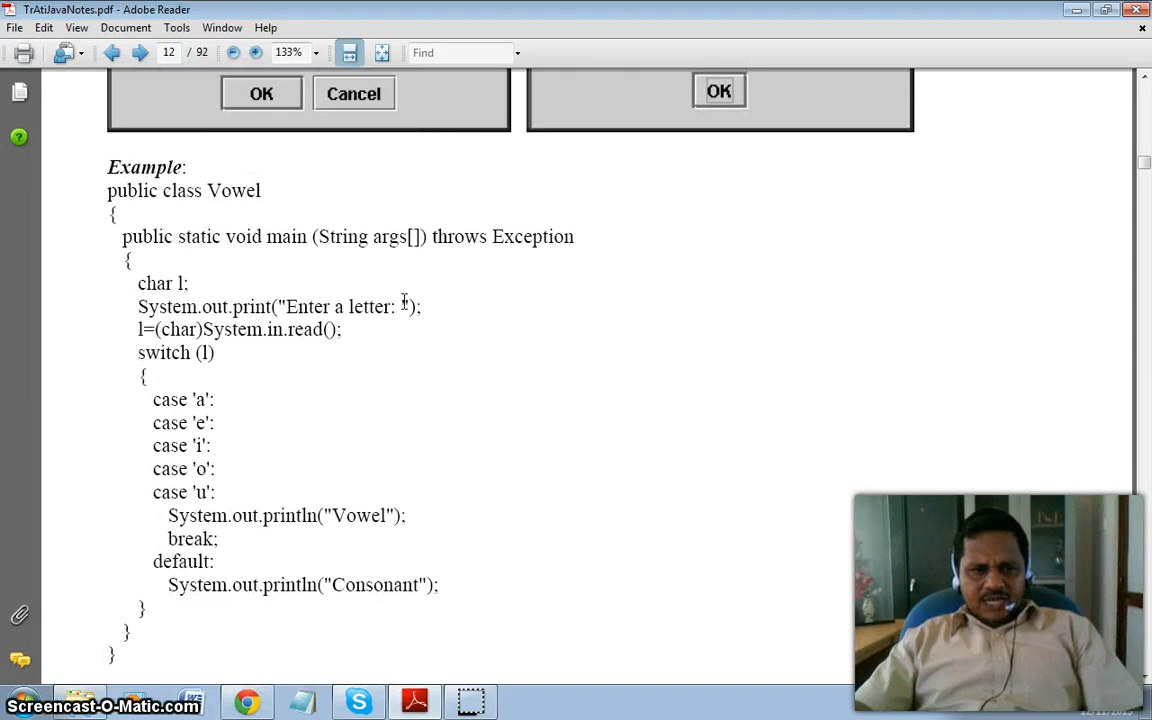 TrAtiJavaNotes.pdf - Adobe Reader
File Edit View Document Tools Window Help
12 / 92 133% Find
OK Cancel OK
Example:
public class Vowel
{
public static void main (String args[]) throws Exception
{
char l;
System.out.print("Enter a letter: ");
l=(char)System.in.read();
switch (l)
{
case 'a':
case 'e':
case 'i':
case 'o':
case 'u':
System.out.println("Vowel");
break;
default:
System.out.println("Consonant");
}
}
}
Screencast-O-Matic.com